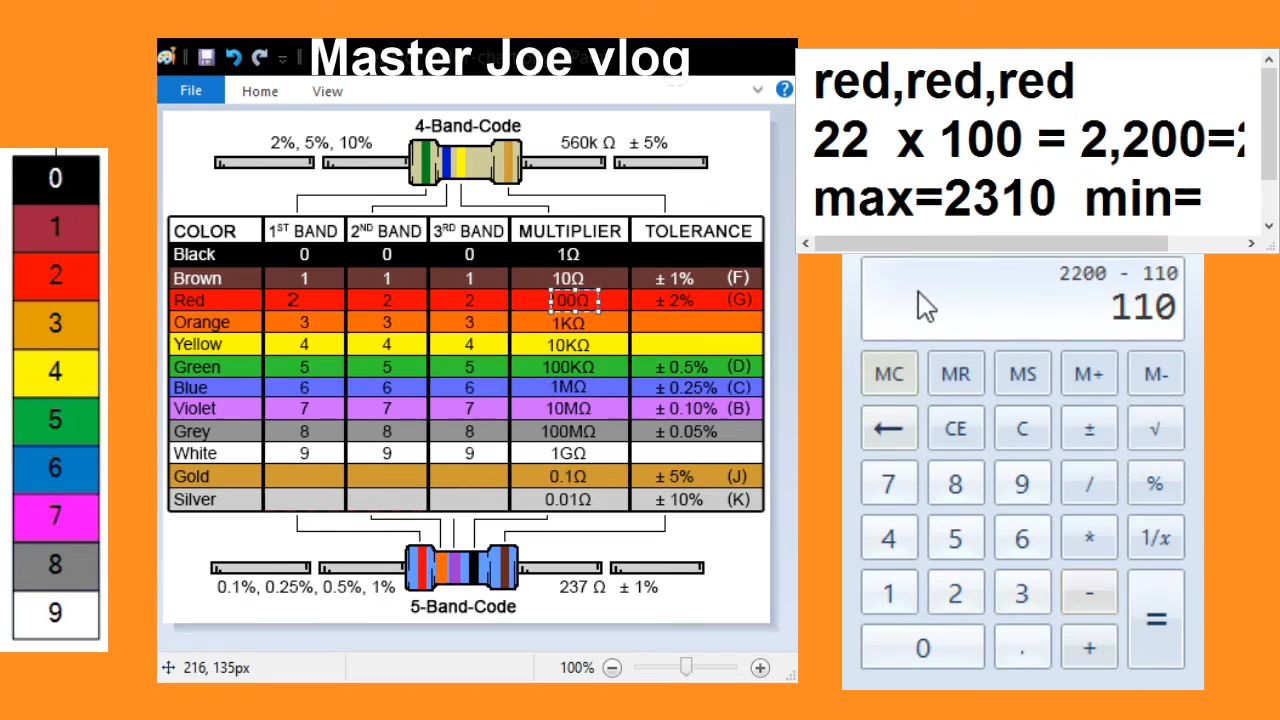 Master Joe vlog
File Home View
4-Band-Code
2%, 5%, 10% 560k Ω ± 5%
COLOR 1ST BAND 2ND BAND 3RD BAND MULTIPLIER TOLERANCE
Black 0 0 0 1Ω
Brown 1 1 1 10Ω ± 1% (F)
Red 2 2 2 00Ω ± 2% (G)
Orange 3 3 3 1KΩ
Yellow 4 4 4 10KΩ
Green 5 5 5 100KΩ ± 0.5% (D)
Blue 6 6 6 1MΩ ± 0.25% (C)
Violet 7 7 7 10MΩ ± 0.10% (B)
Grey 8 8 8 100MΩ ± 0.05%
White 9 9 9 1GΩ
Gold 0.1Ω ± 5% (J)
Silver 0.01Ω ± 10% (K)
0.1%, 0.25%, 0.5%, 1% 237 Ω ± 1%
5-Band-Code
216, 135px 100%
0
1
2
3
4
5
6
7
8
9
red,red,red
22 x 100 = 2,200=
max=2310 min=
2200 - 110
110
MC MR MS M+ M-
← CE C ± √
7 8 9 / %
4 5 6 * 1/x
1 2 3 - =
0 . +